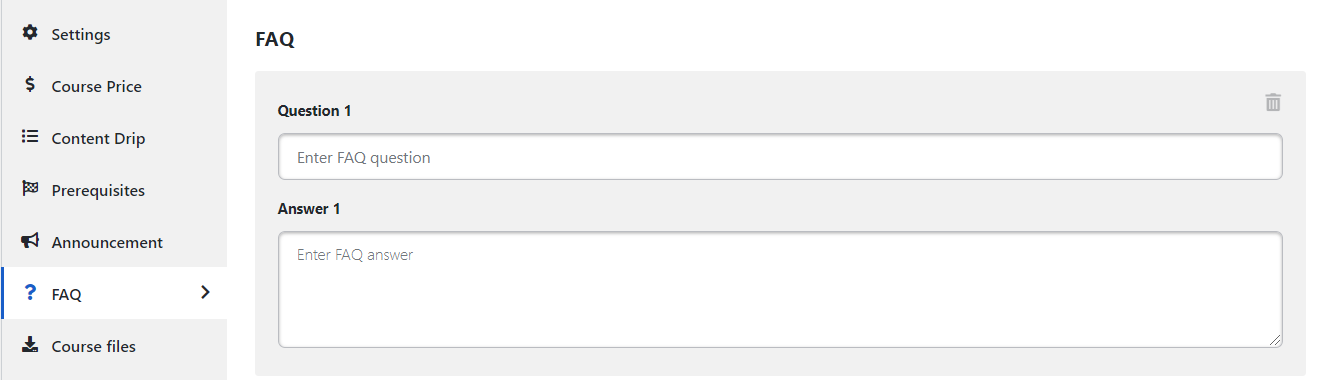 Settings
Course Price
Content Drip
Prerequisites
Announcement
FAQ
Course files
FAQ
Question 1
Enter FAQ question
Answer 1
Enter FAQ answer